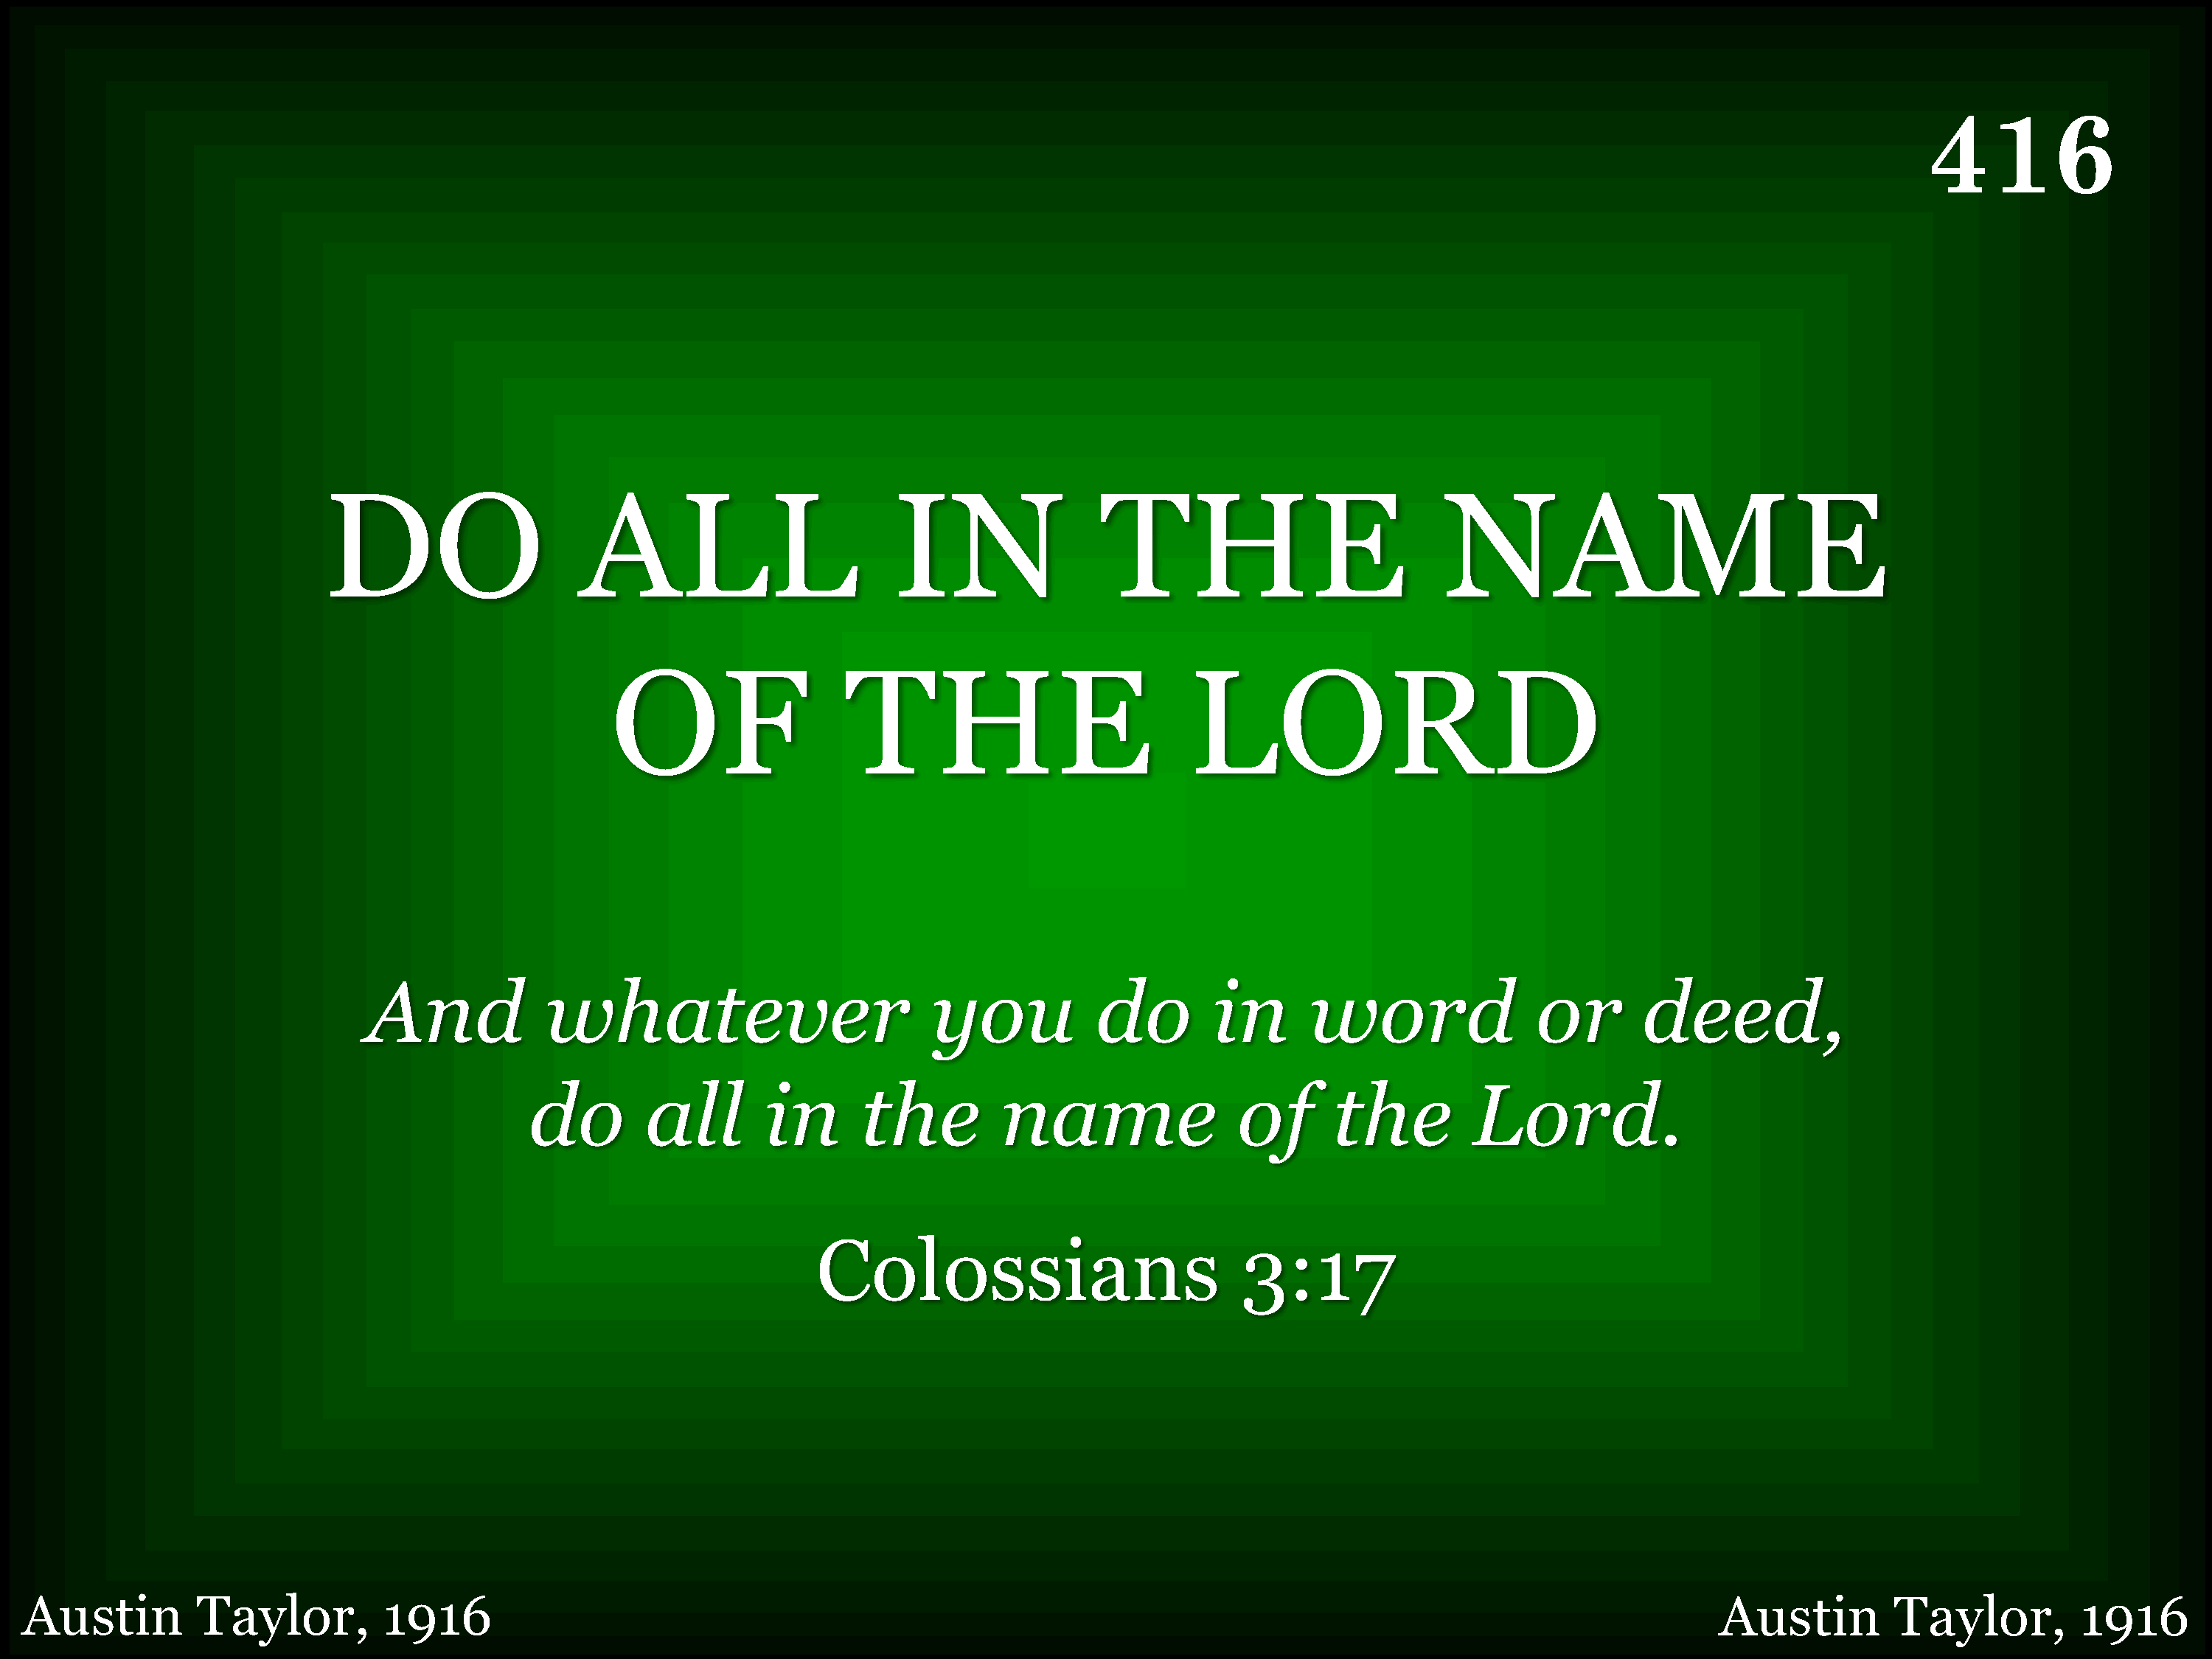 416
DO ALL IN THE NAME
OF THE LORD
And whatever you do in word or deed,
do all in the name of the Lord.
Colossians 3:17
Austin Taylor, 1916
Austin Taylor, 1916